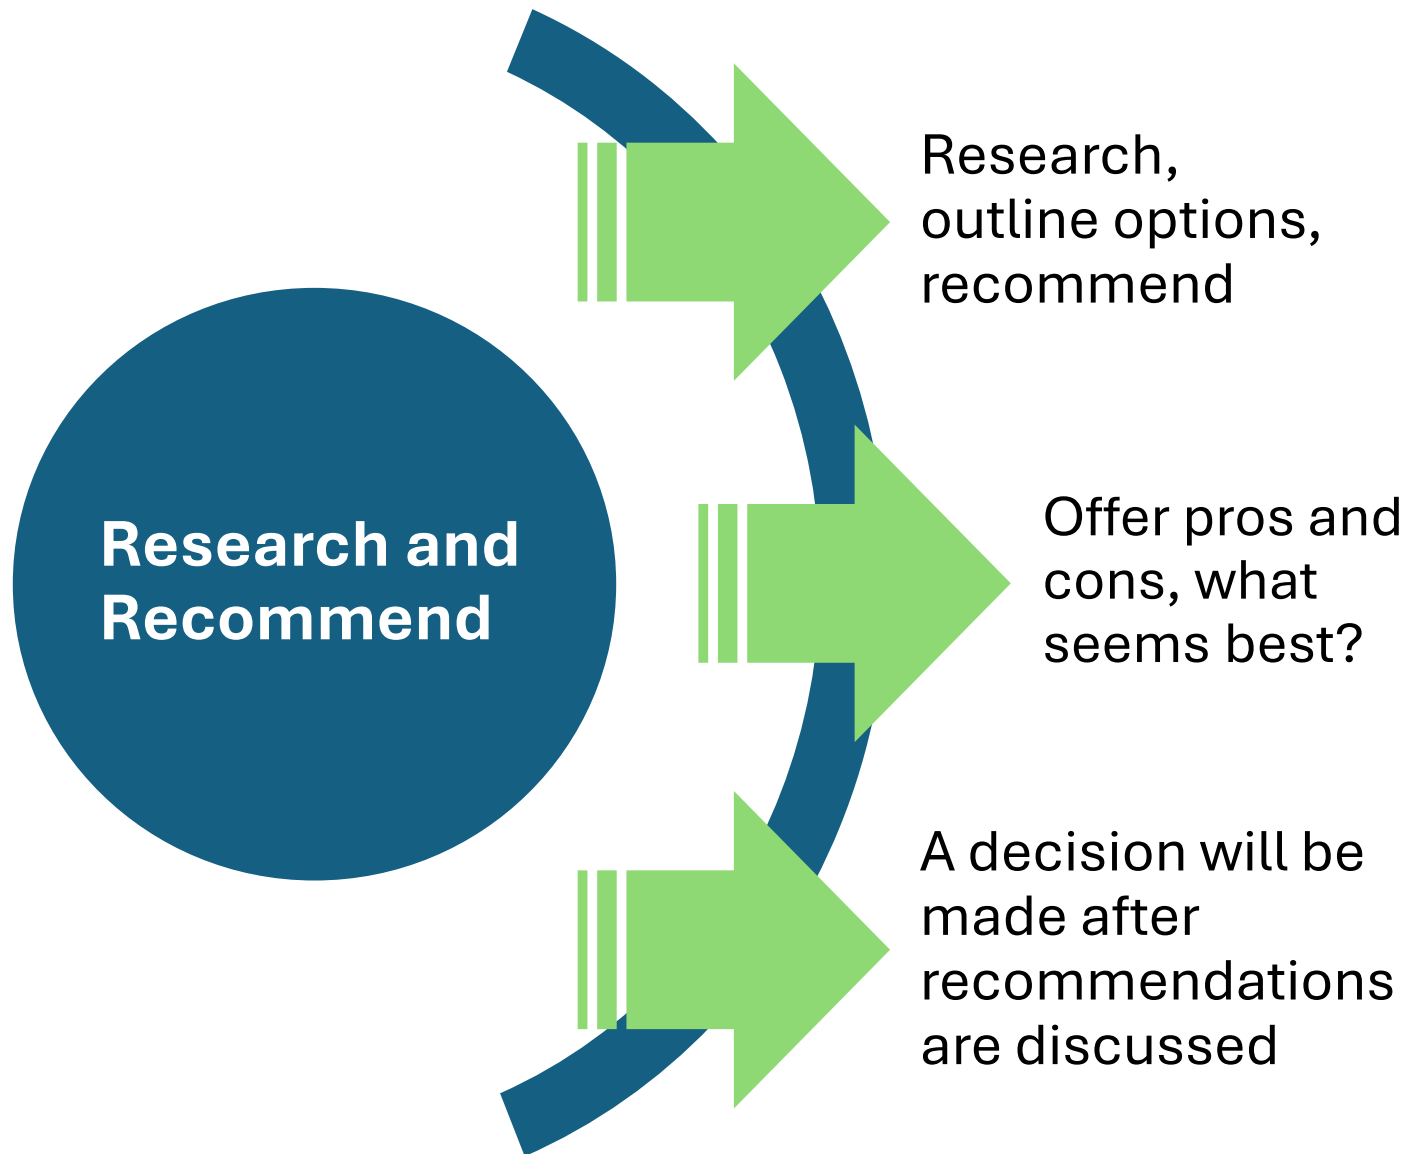 Research and
Recommend
Research,
outline options,
recommend
Offer pros and
cons, what
seems best?
A decision will be
made after
recommendations
are discussed